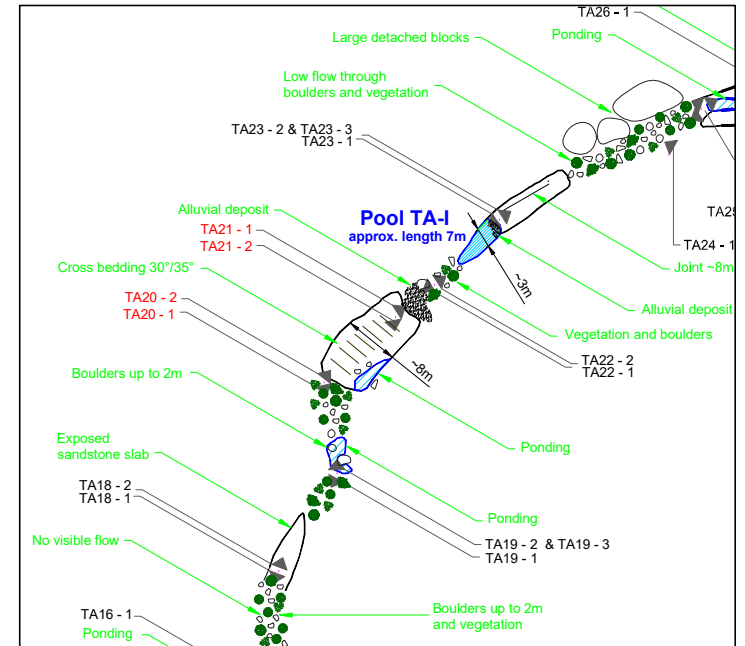 TA26 - 1
Large detached blocks
Ponding
Low flow through
boulders and vegetation
TA23 - 2 & TA23 - 3
TA23 - 1
Alluvial deposit
Pool TA-I
approx. length 7m
TA21 - 1
TA21 - 2
TA25
TA24 - 1
Cross bedding 30°/35°
Joint ~8m
~3m
TA20 - 2
TA20 - 1
Alluvial deposit
Vegetation and boulders
TA22 - 2
TA22 - 1
Boulders up to 2m
~8m
Exposed
sandstone slab
Ponding
TA18 - 2
TA18 - 1
Ponding
No visible flow
TA19 - 2 & TA19 - 3
TA19 - 1
TA16 - 1
Ponding
Boulders up to 2m
and vegetation